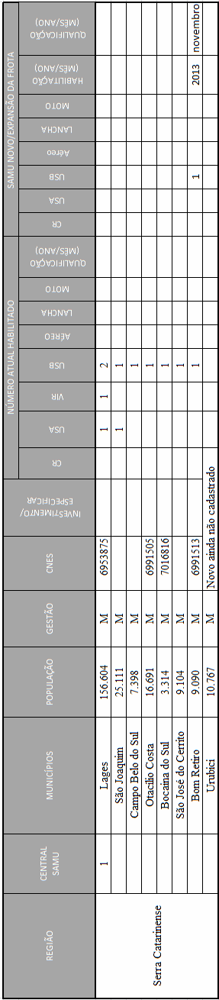 REGIÃO CENTRAL SAMU MUNICÍPIOS POPULAÇÃO GESTÃO CNES INVESTIMENTO/ ESPECIFICAR NÚMERO ATUAL HABILITADO SAMU NOVO/EXPANSÃO DA FROTA
CR USA VIR USB AÉREO LANCHA MOTO QUALIFICAÇÃO (MÊS/ANO) CR USA USB Aéreo LANCHA MOTO HABILITAÇÃO (MÊS/ANO) QUALIFICAÇÃO (MÊS/ANO)
Serra Catarinense
1 Lages 156.604 M 6953875 1 1 2
São Joaquim 25.111 M 1 1
Campo Belo do Sul 7.398 M 1
Otacilio Costa 16.691 M 6991505 1
Bocaina do Sul 3.314 M 7016816 1
São José do Cerrito 9.104 M 1
Bom Retiro 9.090 M 6991513 1 1 2013 novembro
Urubici 10.767 M Novo ainda não cadastrado